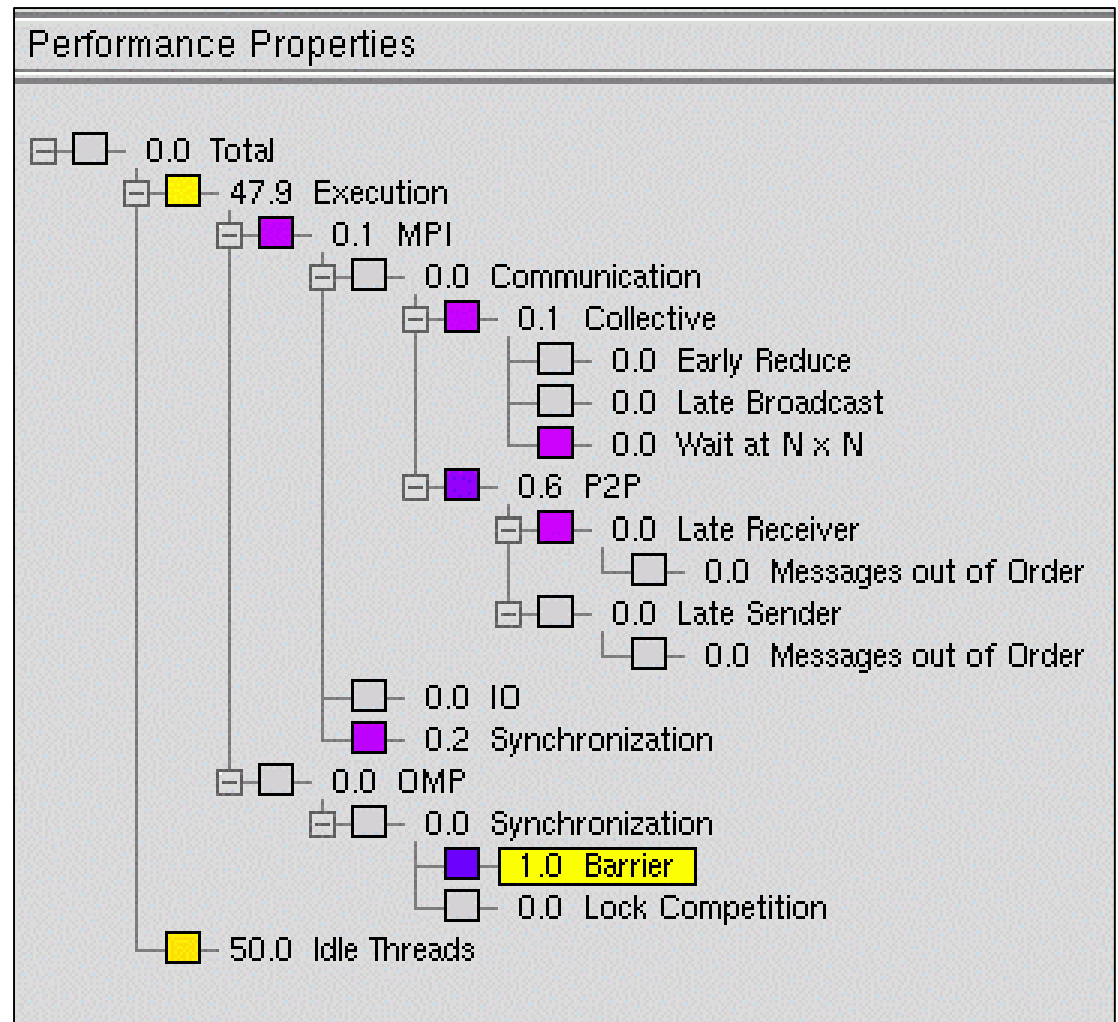 Performance Properties
0.0 Total
47.9 Execution
0.1 MPI
0.0 Communication
0.1 Collective
0.0 Early Reduce
0.0 Late Broadcast
0.0 Wait at N x N
0.6 P2P
0.0 Late Receiver
0.0 Messages out of Order
0.0 Late Sender
0.0 Messages out of Order
0.0 IO
0.2 Synchronization
0.0 OMP
0.0 Synchronization
1.0 Barrier
0.0 Lock Competition
50.0 Idle Threads